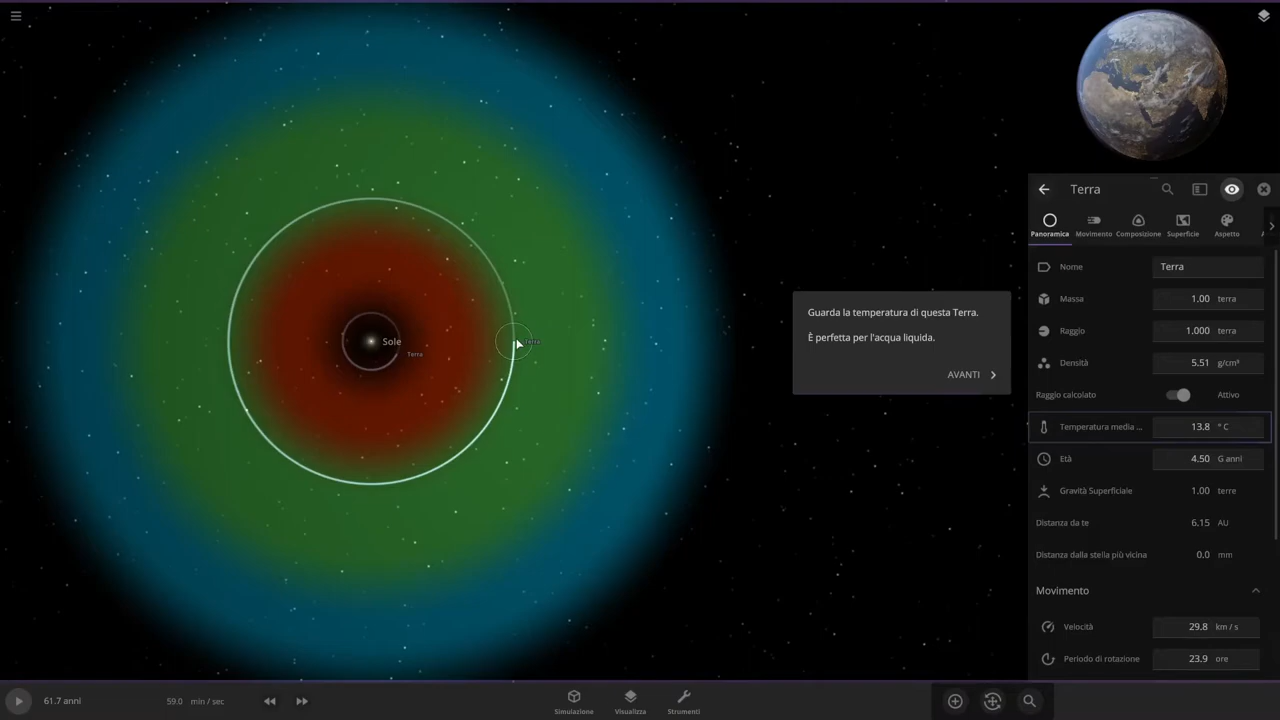 Sole
Terra
Terra
Guarda la temperatura di questa Terra.
È perfetta per l'acqua liquida.
AVANTI
Terra
Panoramica Movimento Composizione Superficie Aspetto
Nome Terra
Massa 1.00 terra
Raggio 1.000 terra
Densità 5.51 g/cm³
Raggio calcolato Attivo
Temperatura media ... 13.8 ° C
Età 4.50 G anni
Gravità Superficiale 1.00 terre
Distanza da te 6.15 AU
Distanza dalla stella più vicina 0.0 mm
Movimento
Velocità 29.8 km / s
Periodo di rotazione 23.9 ore
61.7 anni 59.0 min / sec Simulazione Visualizza Strumenti